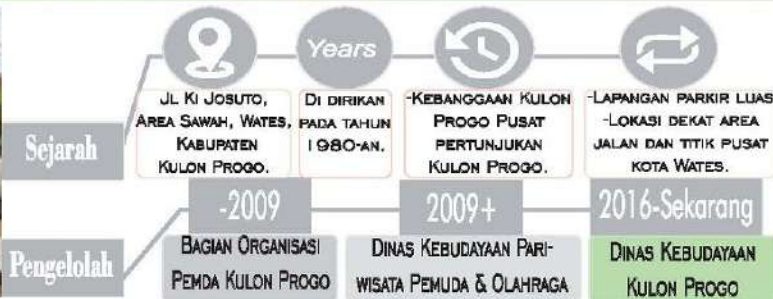 Years
Sejarah
JL KI JOSUTO,
AREA SAWAH, WATES,
KABUPATEN
KULON PROGO.
DI DIRIKAN
PADA TAHUN
1980-AN.
-KEBANGGAAN KULON
PROGO PUSAT
PERTUNJUKAN
KULON PROGO.
-LAPANGAN PARKIR LUAS
-LOKASI DEKAT AREA
JALAN DAN TITIK PUSAT
KOTA WATES.
Pengelolah
-2009
BAGIAN ORGANISASI
PEMDA KULON PROGO
2009+
DINAS KEBUDAYAAN PARI-
WISATA PEMUDA & OLAHRAGA
2016-Sekarang
DINAS KEBUDAYAAN
KULON PROGO